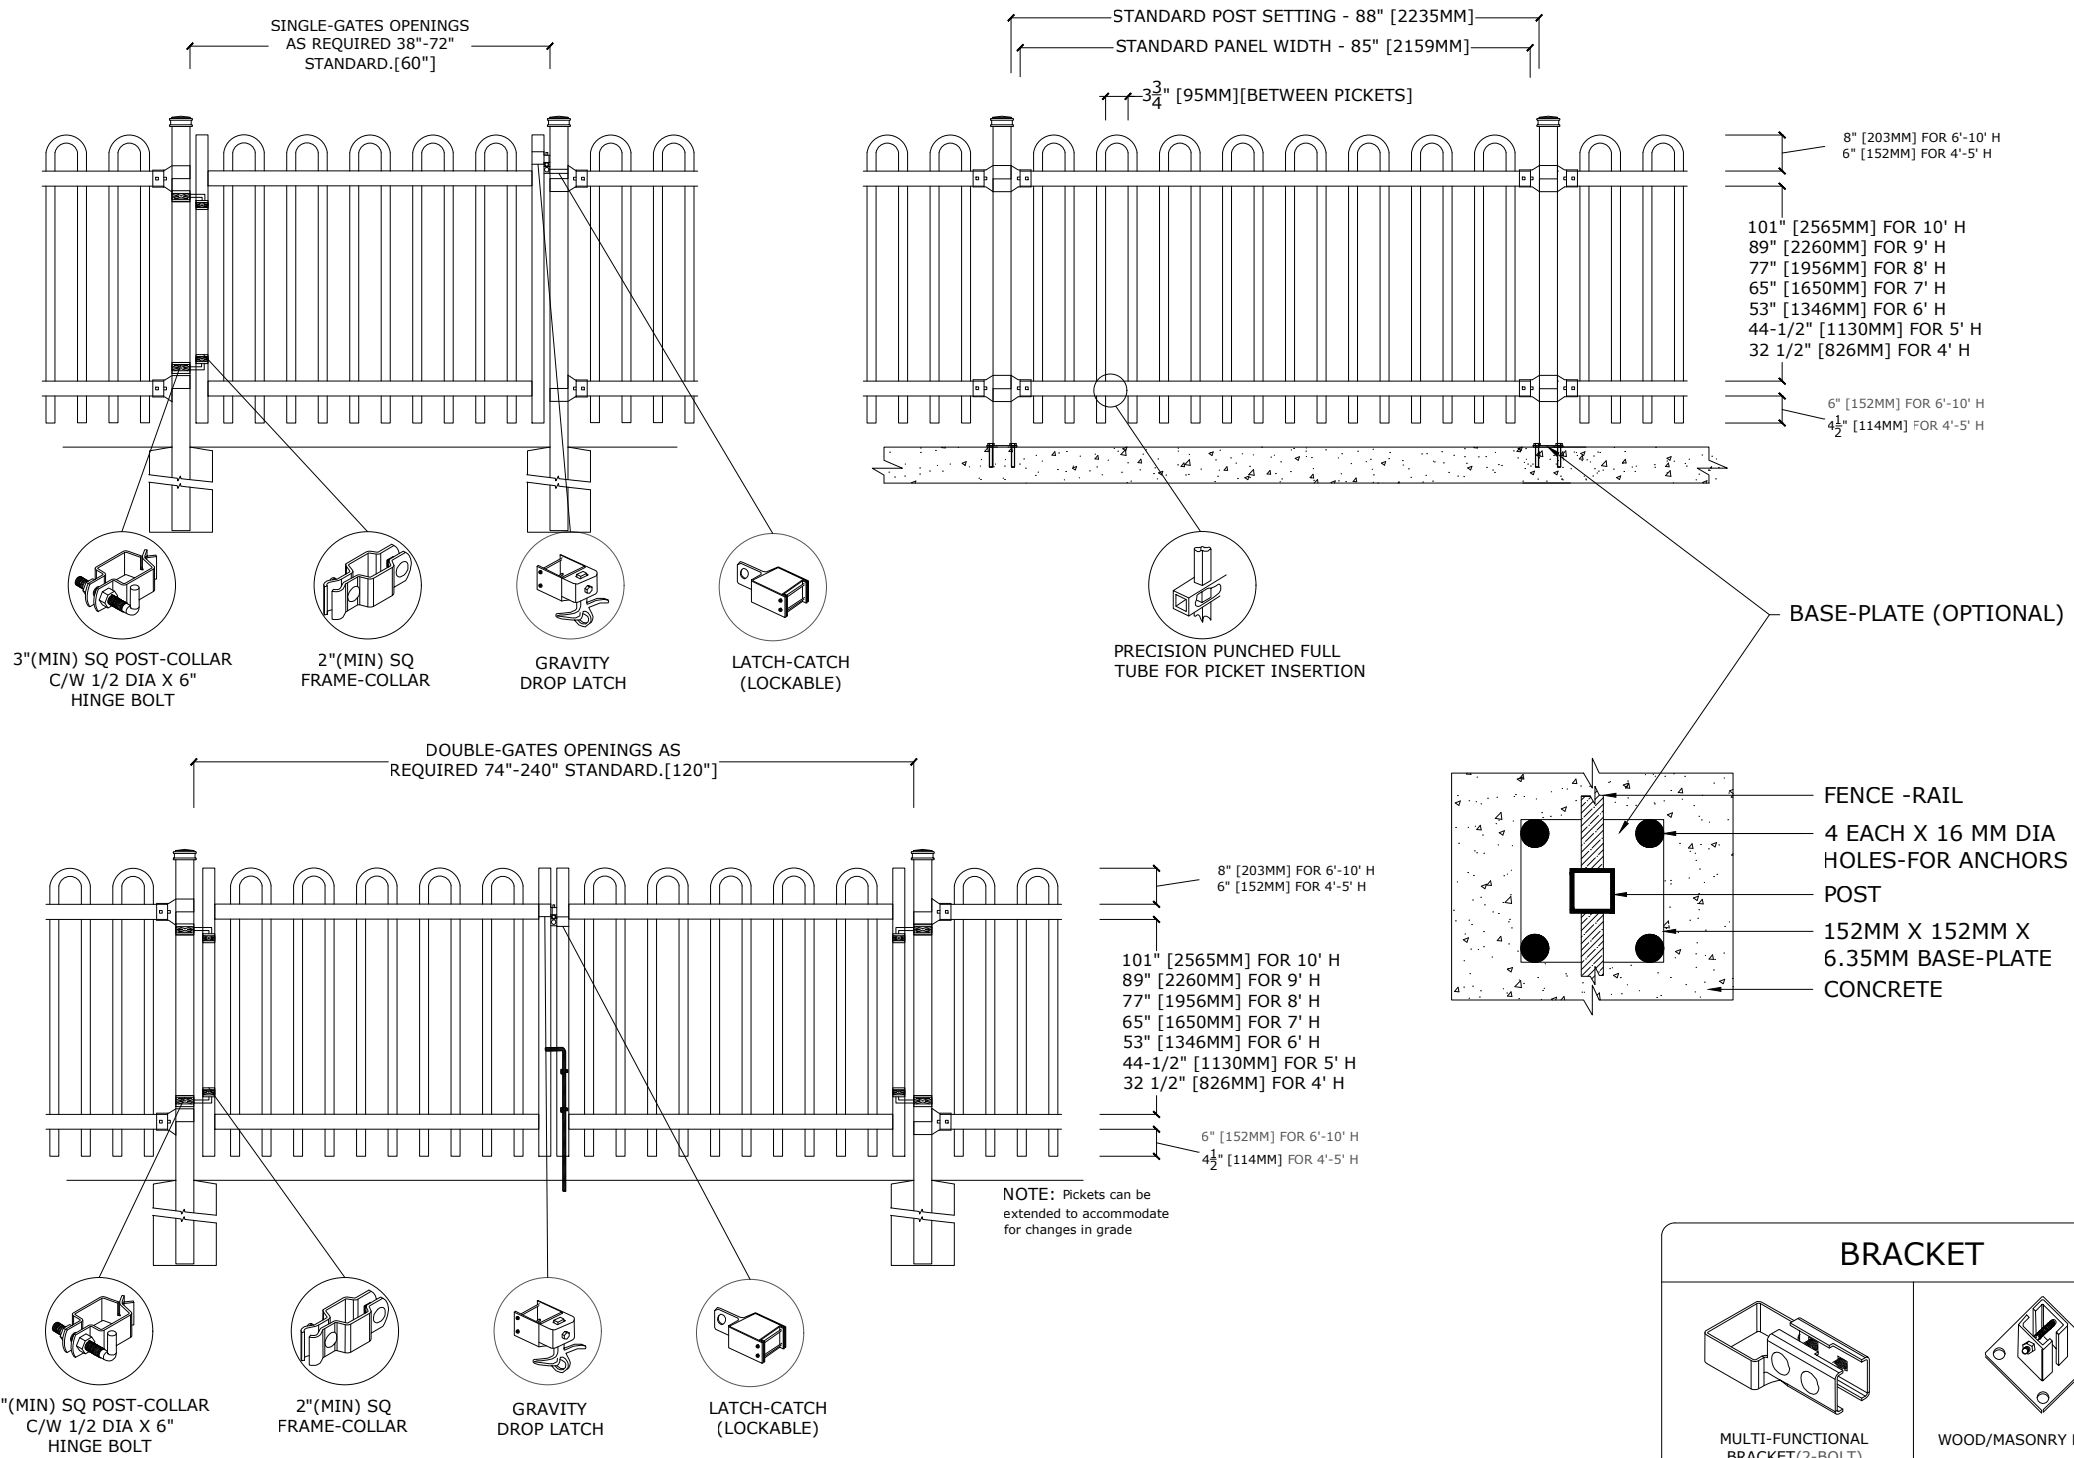 SINGLE-GATES OPENINGS
AS REQUIRED 38"-72"
STANDARD.[60"]
STANDARD POST SETTING - 88" [2235MM]
STANDARD PANEL WIDTH - 85" [2159MM]
3 3/4" [95MM][BETWEEN PICKETS]
8" [203MM] FOR 6'-10' H
6" [152MM] FOR 4'-5' H
101" [2565MM] FOR 10' H
89" [2260MM] FOR 9' H
77" [1956MM] FOR 8' H
65" [1650MM] FOR 7' H
53" [1346MM] FOR 6' H
44-1/2" [1130MM] FOR 5' H
32 1/2" [826MM] FOR 4' H
6" [152MM] FOR 6'-10' H
4 1/2" [114MM] FOR 4'-5' H
3"(MIN) SQ POST-COLLAR
C/W 1/2 DIA X 6"
HINGE BOLT
2"(MIN) SQ
FRAME-COLLAR
GRAVITY
DROP LATCH
LATCH-CATCH
(LOCKABLE)
PRECISION PUNCHED FULL
TUBE FOR PICKET INSERTION
BASE-PLATE (OPTIONAL)
FENCE -RAIL
4 EACH X 16 MM DIA
HOLES-FOR ANCHORS
POST
152MM X 152MM X
6.35MM BASE-PLATE
CONCRETE
DOUBLE-GATES OPENINGS AS
REQUIRED 74"-240" STANDARD.[120"]
8" [203MM] FOR 6'-10' H
6" [152MM] FOR 4'-5' H
101" [2565MM] FOR 10' H
89" [2260MM] FOR 9' H
77" [1956MM] FOR 8' H
65" [1650MM] FOR 7' H
53" [1346MM] FOR 6' H
44-1/2" [1130MM] FOR 5' H
32 1/2" [826MM] FOR 4' H
6" [152MM] FOR 6'-10' H
4 1/2" [114MM] FOR 4'-5' H
NOTE: Pickets can be
extended to accommodate
for changes in grade
"(MIN) SQ POST-COLLAR
C/W 1/2 DIA X 6"
HINGE BOLT
2"(MIN) SQ
FRAME-COLLAR
GRAVITY
DROP LATCH
LATCH-CATCH
(LOCKABLE)
BRACKET
MULTI-FUNCTIONAL
BRACKET(2-BOLT)
WOOD/MASONRY